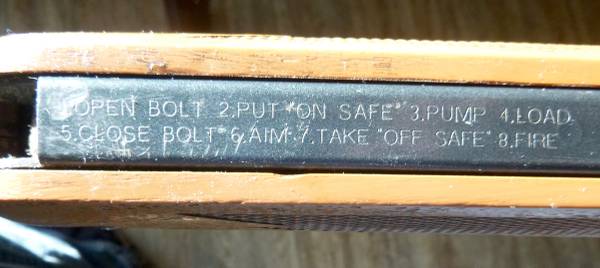 1.OPEN BOLT 2.PUT "ON SAFE" 3.PUMP 4.LOAD
5.CLOSE BOLT 6.AIM 7.TAKE "OFF SAFE" 8.FIRE